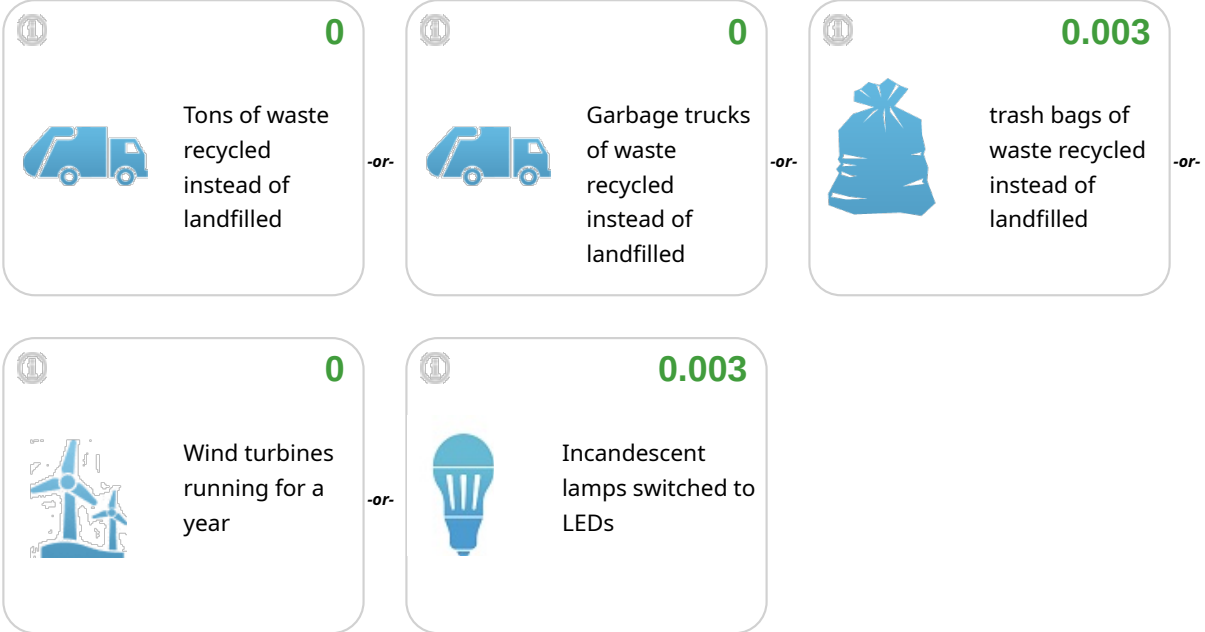 0
Tons of waste
recycled
instead of
landfilled
-or-
0
Garbage trucks
of waste
recycled
instead of
landfilled
-or-
0.003
trash bags of
waste recycled
instead of
landfilled
-or-
0
Wind turbines
running for a
year
-or-
0.003
Incandescent
lamps switched to
LEDs